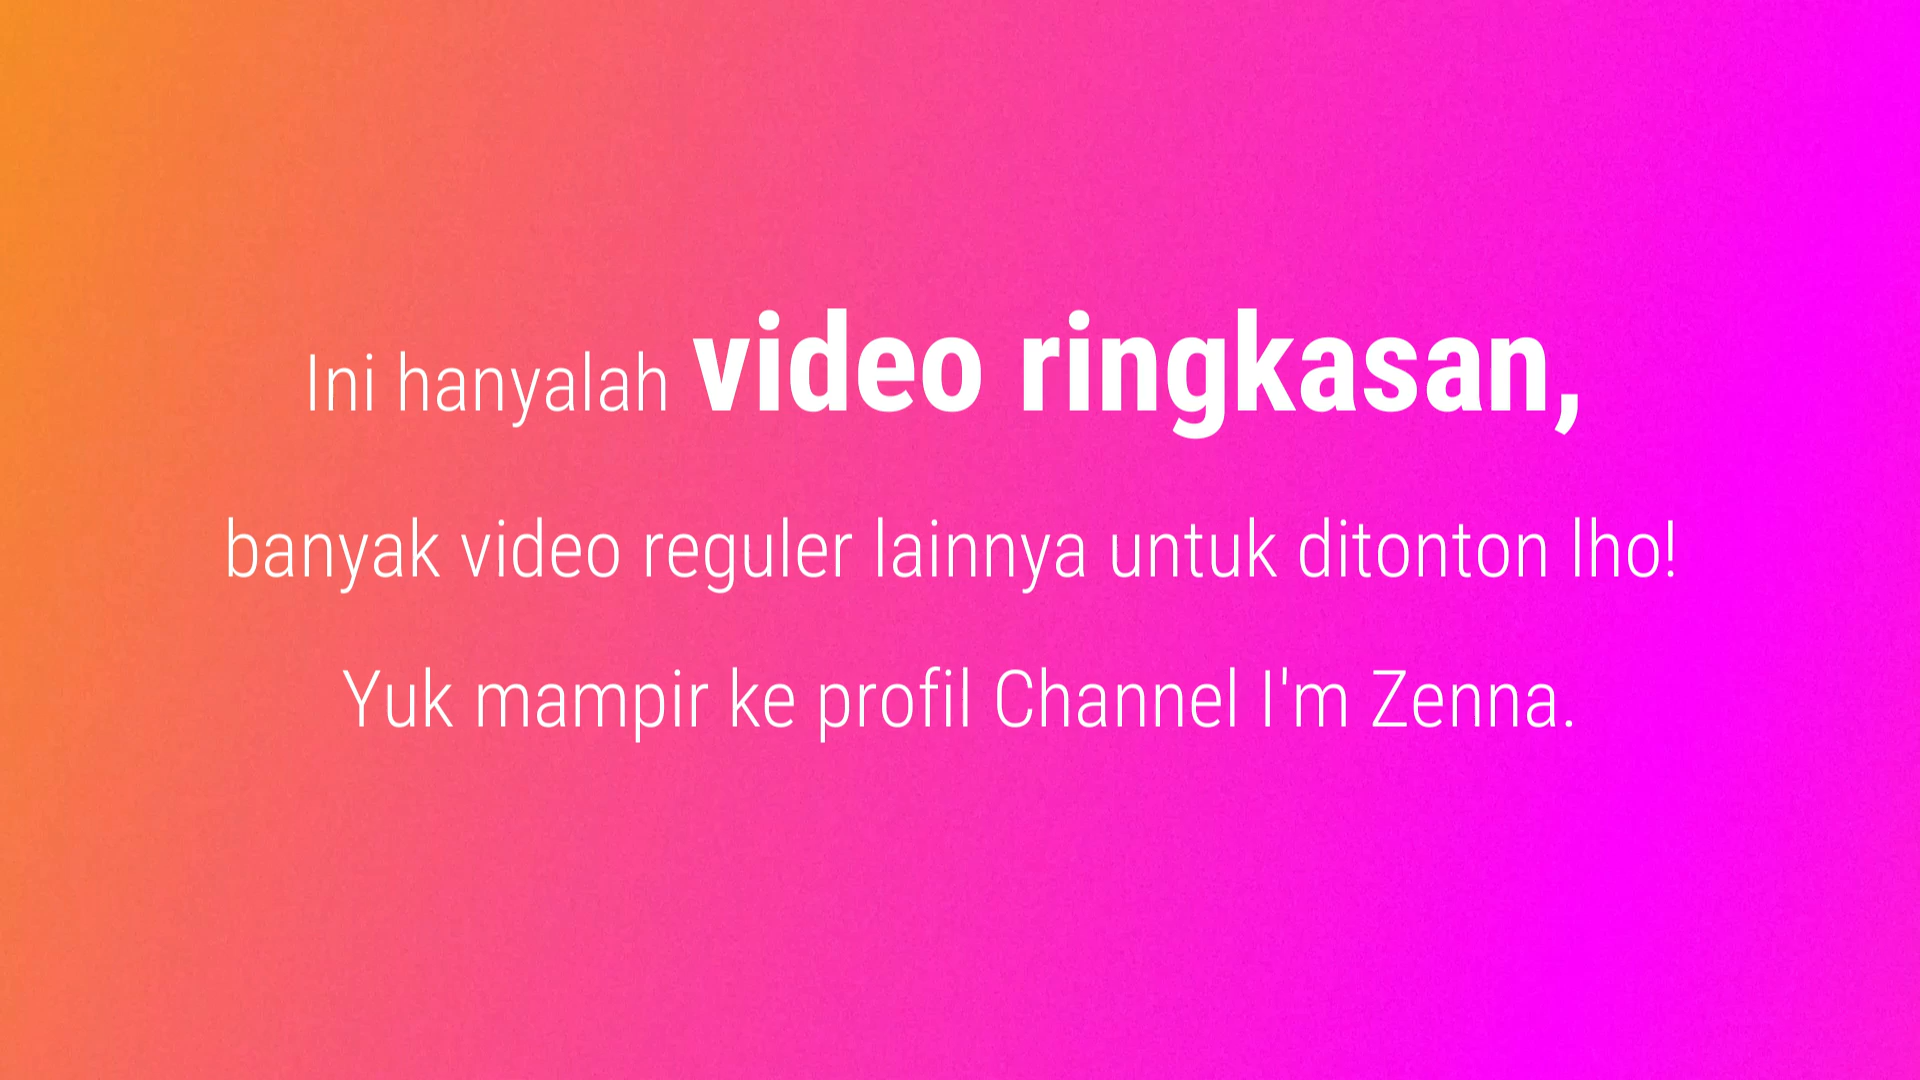 Ini hanyalah video ringkasan,
banyak video reguler lainnya untuk ditonton lho!
Yuk mampir ke profil Channel I'm Zenna.